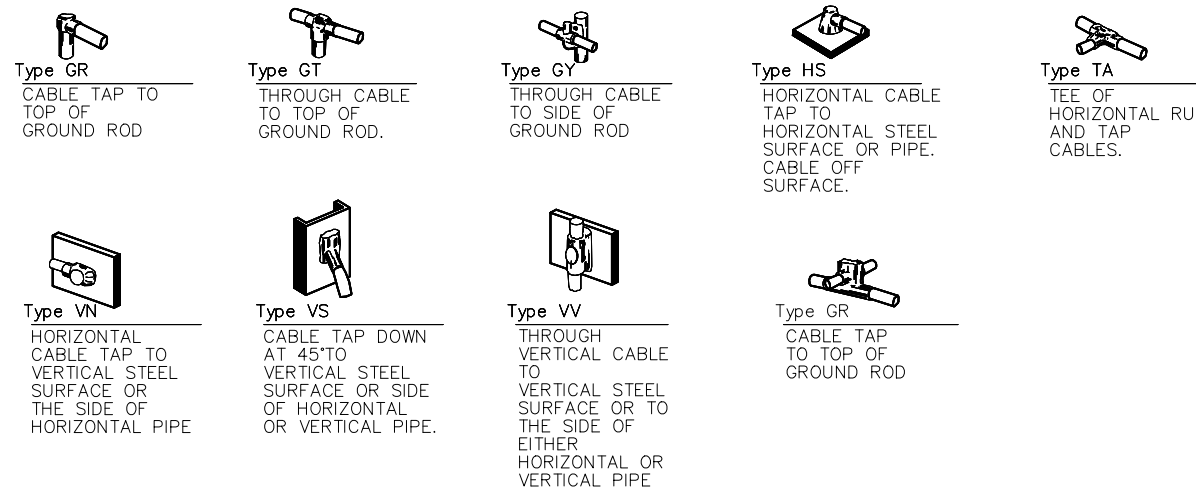 Type GR
CABLE TAP TO
TOP OF
GROUND ROD
Type GT
THROUGH CABLE
TO TOP OF
GROUND ROD.
Type GY
THROUGH CABLE
TO SIDE OF
GROUND ROD
Type HS
HORIZONTAL CABLE
TAP TO
HORIZONTAL STEEL
SURFACE OR PIPE.
CABLE OFF
SURFACE.
Type TA
TEE OF
HORIZONTAL RU
AND TAP
CABLES.
Type VN
HORIZONTAL
CABLE TAP TO
VERTICAL STEEL
SURFACE OR
THE SIDE OF
HORIZONTAL PIPE
Type VS
CABLE TAP DOWN
AT 45°TO
VERTICAL STEEL
SURFACE OR SIDE
OF HORIZONTAL
OR VERTICAL PIPE.
Type VV
THROUGH
VERTICAL CABLE
TO
VERTICAL STEEL
SURFACE OR TO
THE SIDE OF
EITHER
HORIZONTAL OR
VERTICAL PIPE
Type GR
CABLE TAP
TO TOP OF
GROUND ROD